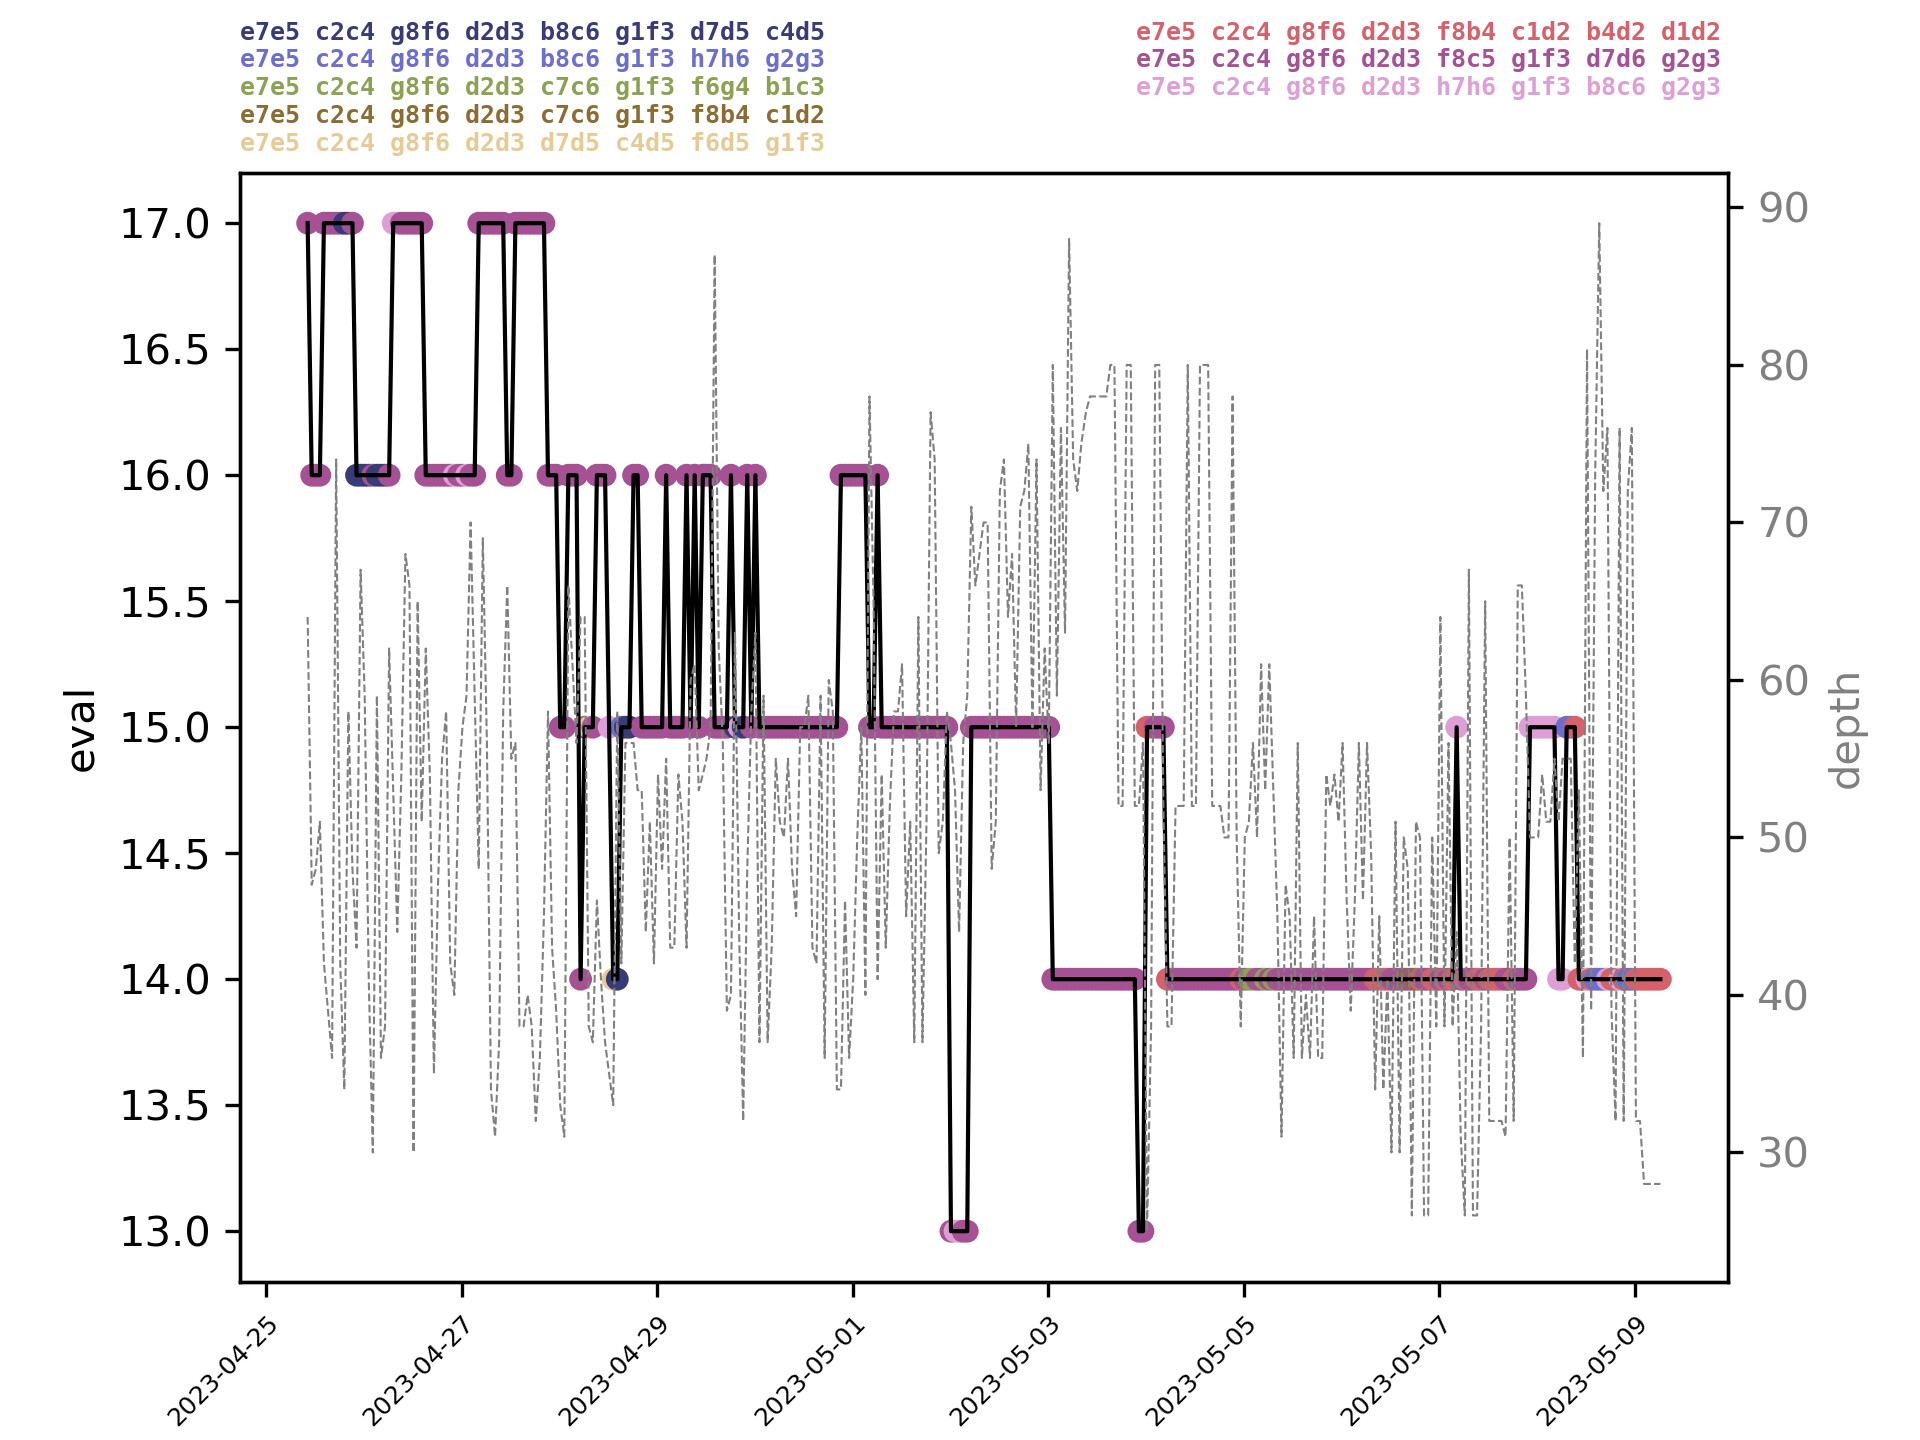 e7e5 c2c4 g8f6 d2d3 b8c6 g1f3 d7d5 c4d5
e7e5 c2c4 g8f6 d2d3 b8c6 g1f3 h7h6 g2g3
e7e5 c2c4 g8f6 d2d3 c7c6 g1f3 f6g4 b1c3
e7e5 c2c4 g8f6 d2d3 c7c6 g1f3 f8b4 c1d2
e7e5 c2c4 g8f6 d2d3 d7d5 c4d5 f6d5 g1f3
e7e5 c2c4 g8f6 d2d3 f8b4 c1d2 b4d2 d1d2
e7e5 c2c4 g8f6 d2d3 f8c5 g1f3 d7d6 g2g3
e7e5 c2c4 g8f6 d2d3 h7h6 g1f3 b8c6 g2g3
eval
17.0
16.5
16.0
15.5
15.0
14.5
14.0
13.5
13.0
90
80
70
60
50
40
30
depth
2023-04-25
2023-04-27
2023-04-29
2023-05-01
2023-05-03
2023-05-05
2023-05-07
2023-05-09